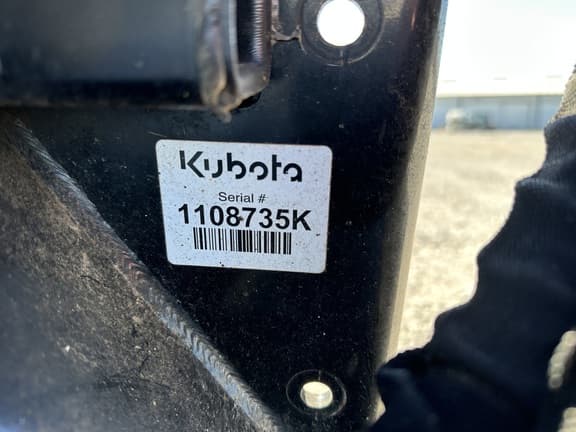 Kubota
Serial #
1108735K